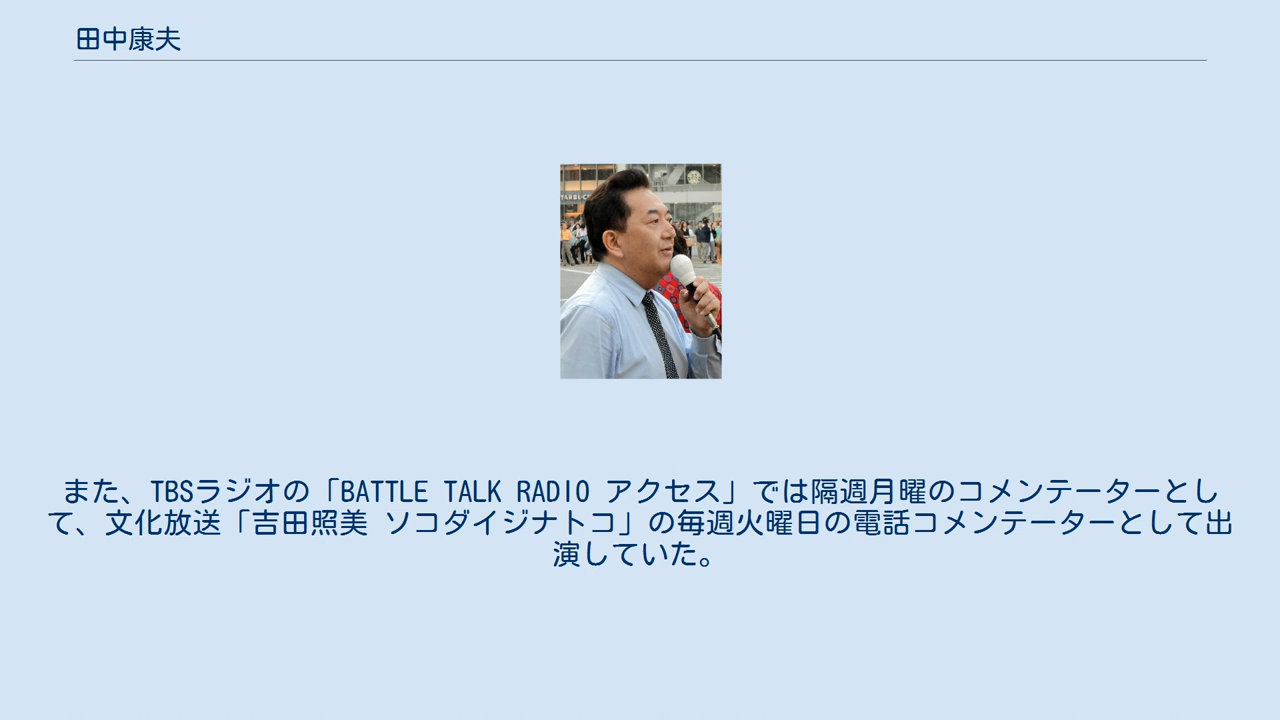 田中康夫
また、TBSラジオの「BATTLE TALK RADIO アクセス」では隔週月曜のコメンテーターとし
て、文化放送「吉田照美 ソコダイジナトコ」の毎週火曜日の電話コメンテーターとして出
演していた。